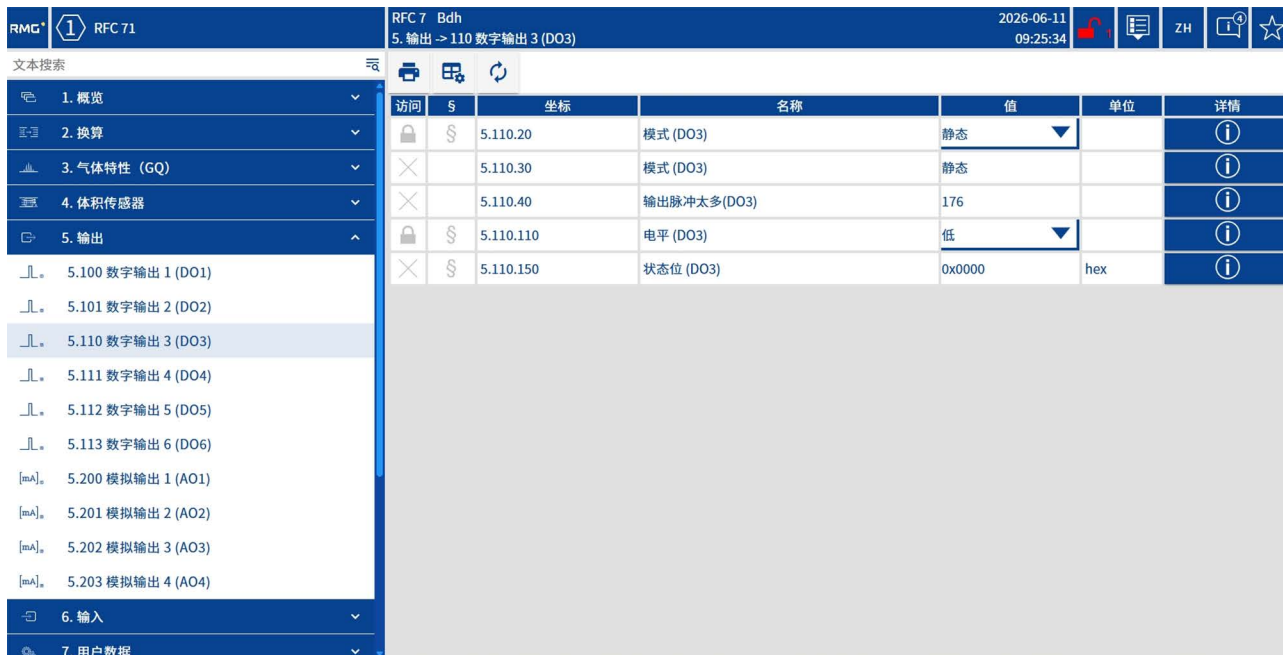 RMG 1 RFC 71
RFC 7 Bdh
5. 输出 -> 110 数字输出 3 (DO3)
2026-06-11
09:25:34
1
ZH
4
文本搜索
1. 概览
2. 换算
3. 气体特性（GQ）
4. 体积传感器
5. 输出
5.100 数字输出 1 (DO1)
5.101 数字输出 2 (DO2)
5.110 数字输出 3 (DO3)
5.111 数字输出 4 (DO4)
5.112 数字输出 5 (DO5)
5.113 数字输出 6 (DO6)
[mA] 5.200 模拟输出 1 (AO1)
[mA] 5.201 模拟输出 2 (AO2)
[mA] 5.202 模拟输出 3 (AO3)
[mA] 5.203 模拟输出 4 (AO4)
6. 输入
7. 用户数据
访问 § 坐标 名称 值 单位 详情
§ 5.110.20 模式 (DO3) 静态
5.110.30 模式 (DO3) 静态
5.110.40 输出脉冲太多(DO3) 176
§ 5.110.110 电平 (DO3) 低
§ 5.110.150 状态位 (DO3) 0x0000 hex